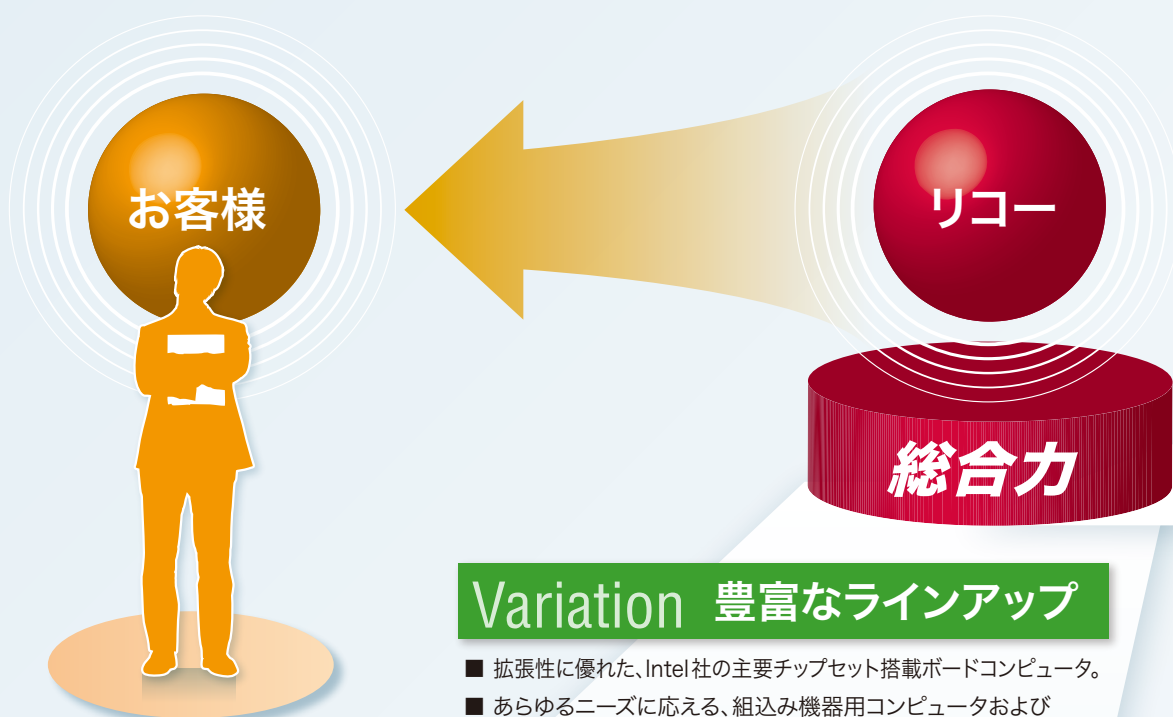 お客様
リコー
総合力
Variation 豊富なラインアップ
■ 拡張性に優れた、Intel社の主要チップセット搭載ボードコンピュータ。
■ あらゆるニーズに応える、組込み機器用コンピュータおよび